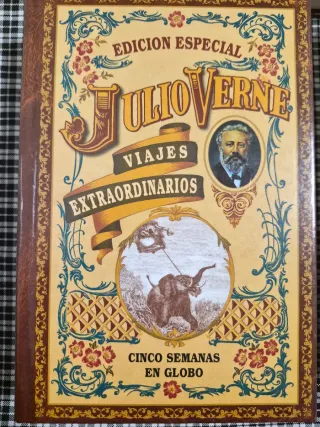 EDICION ESPECIAL
JULIO VERNE
VIAJES
EXTRAORDINARIOS
CINCO SEMANAS
EN GLOBO